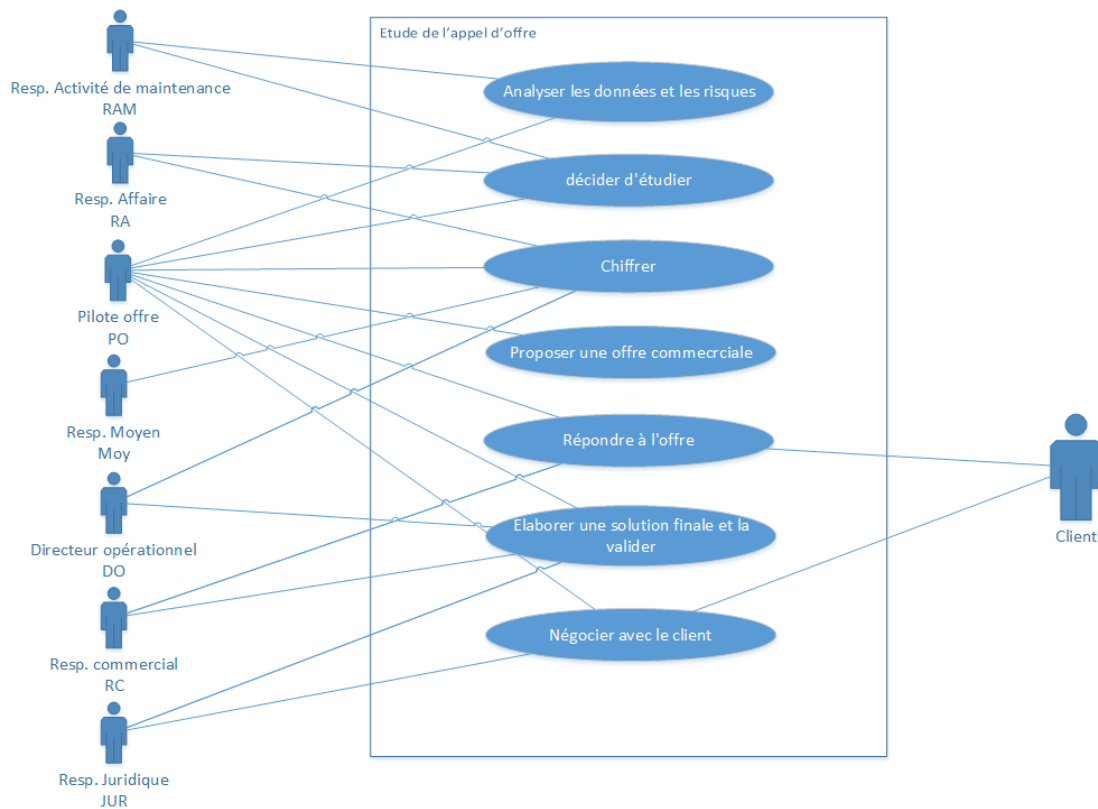 Etude de l'appel d'offre
Resp. Activité de maintenance
RAM
Resp. Affaire
RA
Pilote offre
PO
Resp. Moyen
Moy
Directeur opérationnel
DO
Resp. commercial
RC
Resp. Juridique
JUR
Analyser les données et les risques
décider d'étudier
Chiffrer
Proposer une offre commecrciale
Répondre à l'offre
Elaborer une solution finale et la
valider
Négocier avec le client
Client